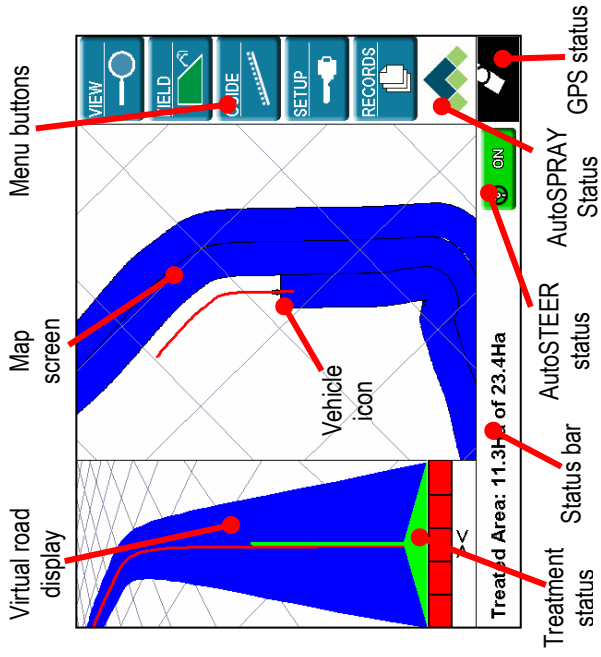 Virtual road
display
Map
screen
Menu buttons
VIEW
FIELD
GUIDE
SETUP
RECORDS
Vehicle
icon
Treated Area: 11.3Ha of 23.4Ha
ON
Treatment
status
Status bar
AutoSTEER
status
AutoSPRAY
Status
GPS status